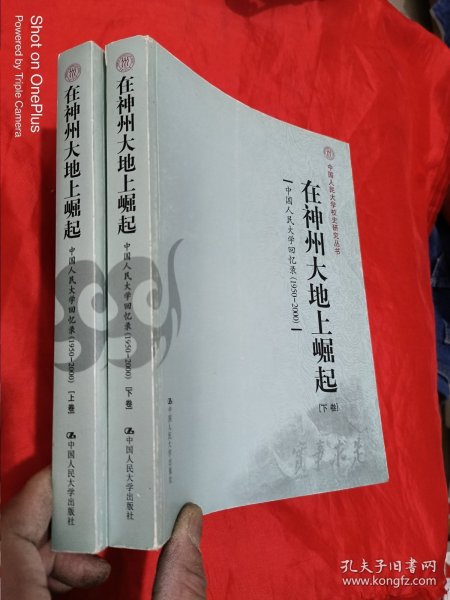 Shot on OnePlus
Powered by Triple Camera
在神州大地上崛起
中国人民大学回忆录(1950-2000)
[上卷]
中国人民大学出版社
在神州大地上崛起
中国人民大学回忆录(1950-2000)
[下卷]
中国人民大学出版社
中国人民大学校史研究丛书
在神州大地上崛起
中国人民大学回忆录(1950-2000)
[下卷]
实事求是
孔夫子旧书网
www.kongfz.com